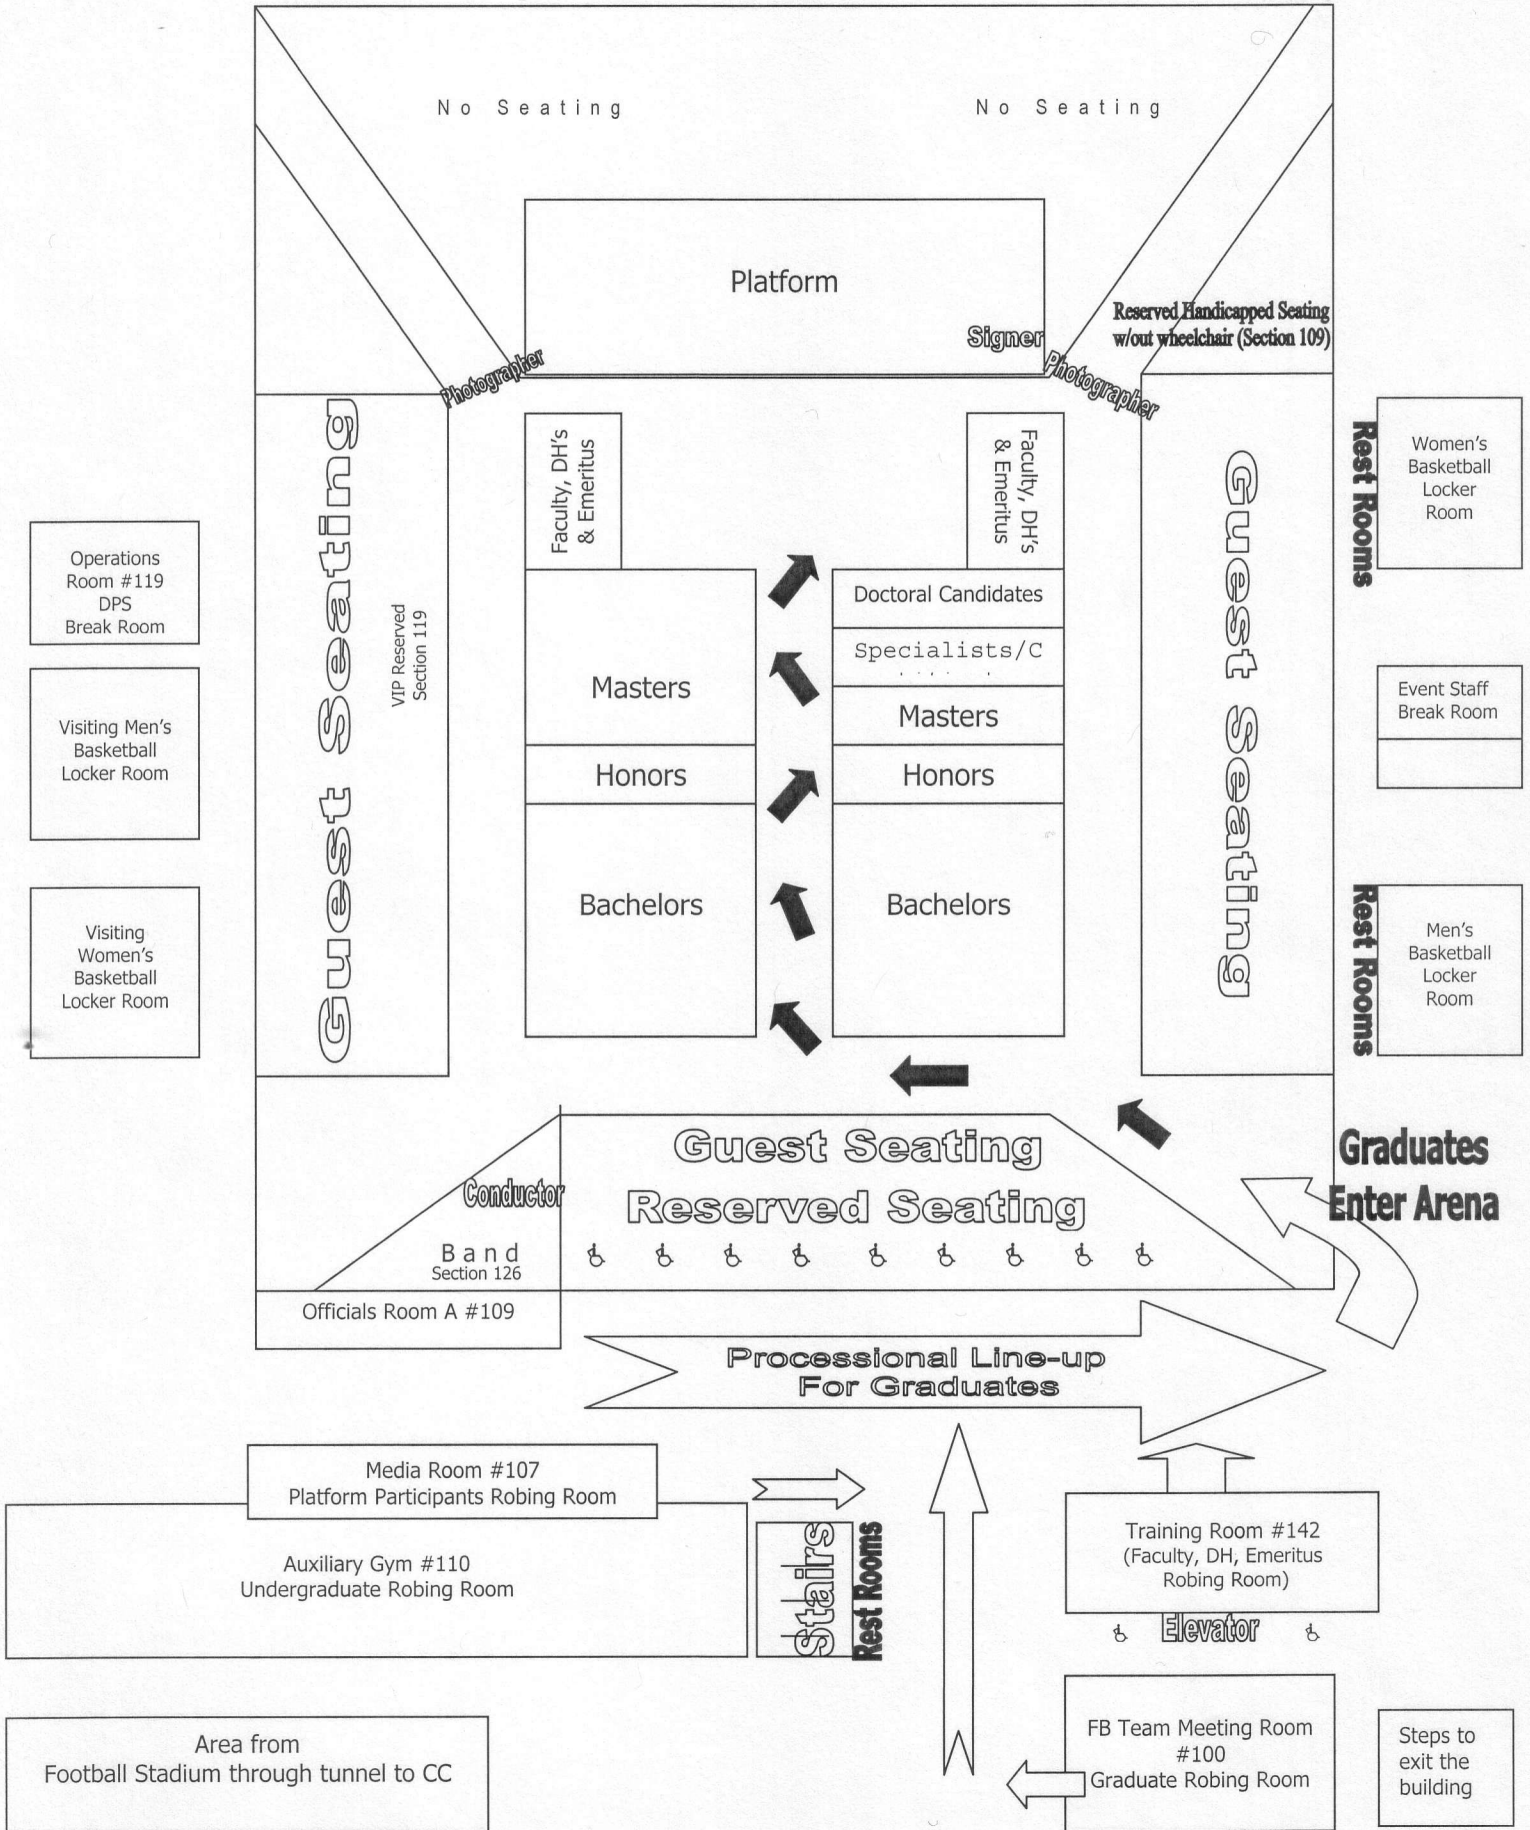 No Seating
No Seating
Platform
Signer
Reserved Handicapped Seating
w/out wheelchair (Section 109)
Photographer
Photographer
Guest Seating
VIP Reserved
Section 119
Faculty, DH's
& Emeritus
Faculty, DH's
& Emeritus
Guest Seating
Rest Rooms
Women's
Basketball
Locker
Room
Operations
Room #119
DPS
Break Room
Doctoral Candidates
Specialists/C
Masters
Masters
Event Staff
Break Room
Visiting Men's
Basketball
Locker Room
Honors
Honors
Bachelors
Bachelors
Visiting
Women's
Basketball
Locker Room
Rest Rooms
Men's
Basketball
Locker
Room
Guest Seating
Reserved Seating
Graduates
Enter Arena
Conductor
Band
Section 126
Officials Room A #109
Processional Line-up
For Graduates
Media Room #107
Platform Participants Robing Room
Auxiliary Gym #110
Undergraduate Robing Room
Stairs
Rest Rooms
Training Room #142
(Faculty, DH, Emeritus
Robing Room)
Elevator
Area from
Football Stadium through tunnel to CC
FB Team Meeting Room
#100
Graduate Robing Room
Steps to
exit the
building